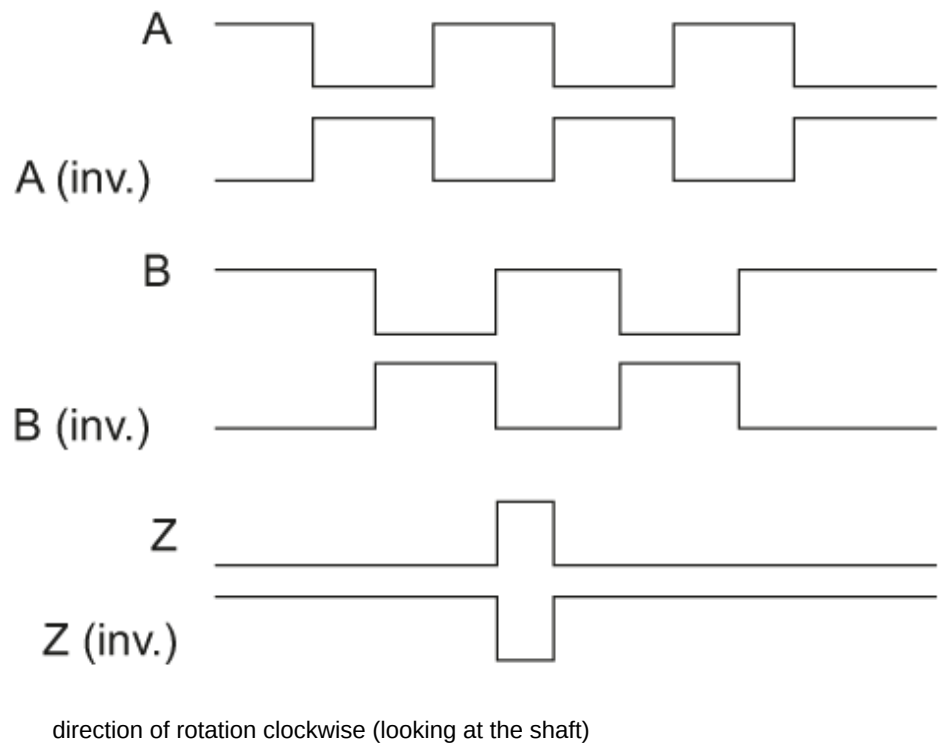 A
A (inv.)
B
B (inv.)
Z
Z (inv.)
direction of rotation clockwise (looking at the shaft)